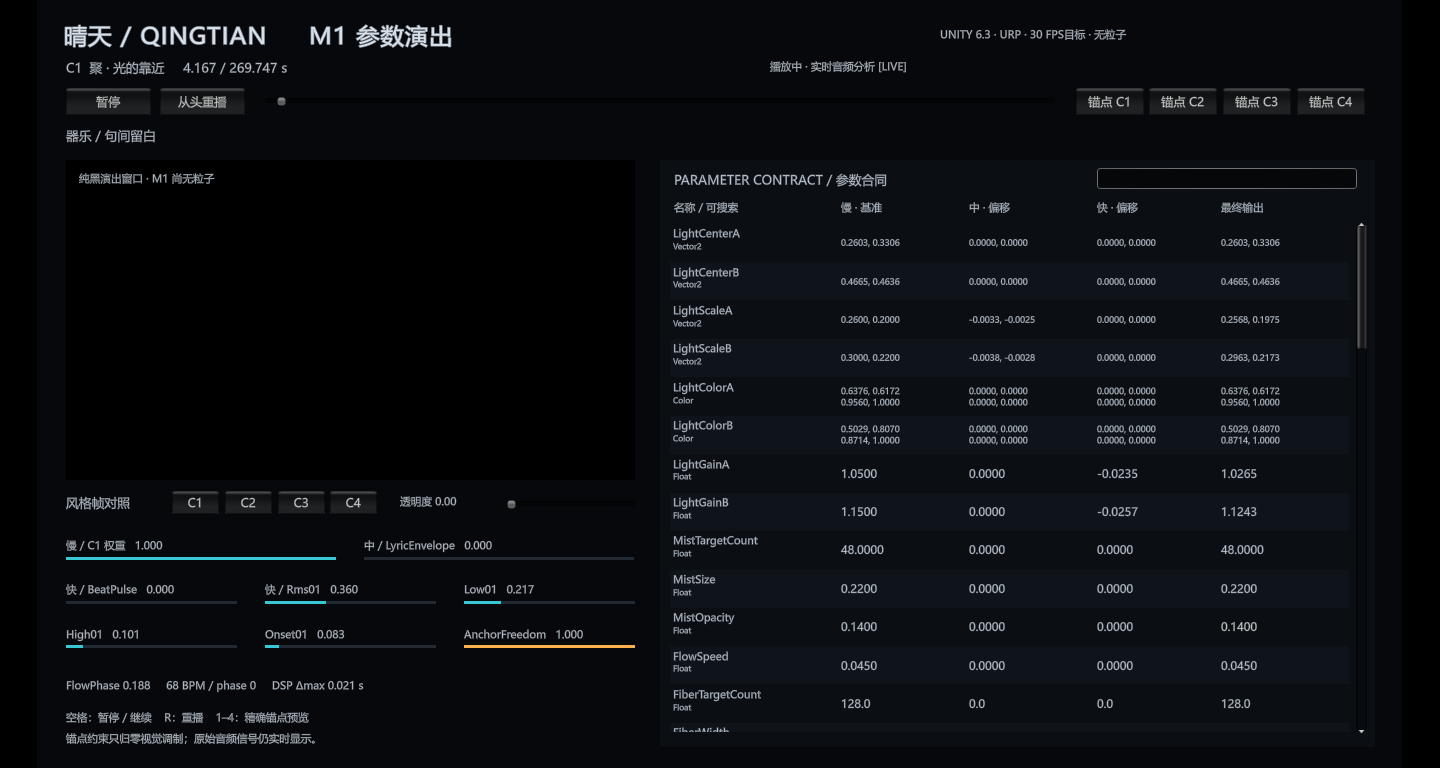 晴天 / QINGTIAN M1 参数演出
UNITY 6.3 · URP · 30 FPS目标 · 无粒子
C1 聚 · 光的靠近 4.167 / 269.747 s
播放中 · 实时音频分析 [LIVE]
暂停 从头重播 锚点 C1 锚点 C2 锚点 C3 锚点 C4
器乐 / 句间留白
纯黑演出窗口 · M1 尚无粒子
风格帧对照 C1 C2 C3 C4 透明度 0.00
慢 / C1 权重 1.000 中 / LyricEnvelope 0.000
快 / BeatPulse 0.000 快 / Rms01 0.360 Low01 0.217
High01 0.101 Onset01 0.083 AnchorFreedom 1.000
FlowPhase 0.188 68 BPM / phase 0 DSP Δmax 0.021 s
空格：暂停 / 继续 R：重播 1–4：精确锚点预览
锚点约束只归零视觉调制；原始音频信号仍实时显示。
PARAMETER CONTRACT / 参数合同
名称 / 可搜索 慢 · 基准 中 · 偏移 快 · 偏移 最终输出
LightCenterA
Vector2 0.2603, 0.3306 0.0000, 0.0000 0.0000, 0.0000 0.2603, 0.3306
LightCenterB
Vector2 0.4665, 0.4636 0.0000, 0.0000 0.0000, 0.0000 0.4665, 0.4636
LightScaleA
Vector2 0.2600, 0.2000 -0.0033, -0.0025 0.0000, 0.0000 0.2568, 0.1975
LightScaleB
Vector2 0.3000, 0.2200 -0.0038, -0.0028 0.0000, 0.0000 0.2963, 0.2173
LightColorA 0.6376, 0.6172 0.0000, 0.0000 0.0000, 0.0000 0.6376, 0.6172
Color 0.9560, 1.0000 0.0000, 0.0000 0.0000, 0.0000 0.9560, 1.0000
LightColorB 0.5029, 0.8070 0.0000, 0.0000 0.0000, 0.0000 0.5029, 0.8070
Color 0.8714, 1.0000 0.0000, 0.0000 0.0000, 0.0000 0.8714, 1.0000
LightGainA
Float 1.0500 0.0000 -0.0235 1.0265
LightGainB
Float 1.1500 0.0000 -0.0257 1.1243
MistTargetCount
Float 48.0000 0.0000 0.0000 48.0000
MistSize
Float 0.2200 0.0000 0.0000 0.2200
MistOpacity
Float 0.1400 0.0000 0.0000 0.1400
FlowSpeed
Float 0.0450 0.0000 0.0000 0.0450
FiberTargetCount
Float 128.0 0.0 0.0 128.0
FiberWidth